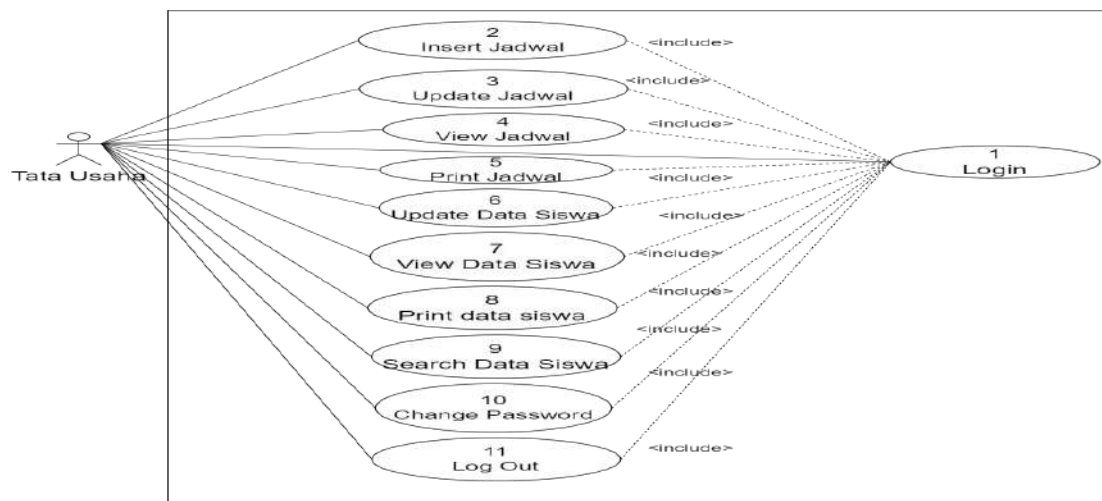 2
Insert Jadwal
<include>
3
Update Jadwal
<include>
4
View Jadwal
<include>
Tata Usaha
5
Print Jadwal
<include>
1
Login
6
Update Data Siswa
<include>
7
View Data Siswa
<include>
8
Print data siswa
<include>
9
Search Data Siswa
<include>
10
Change Password
<include>
11
Log Out
<include>